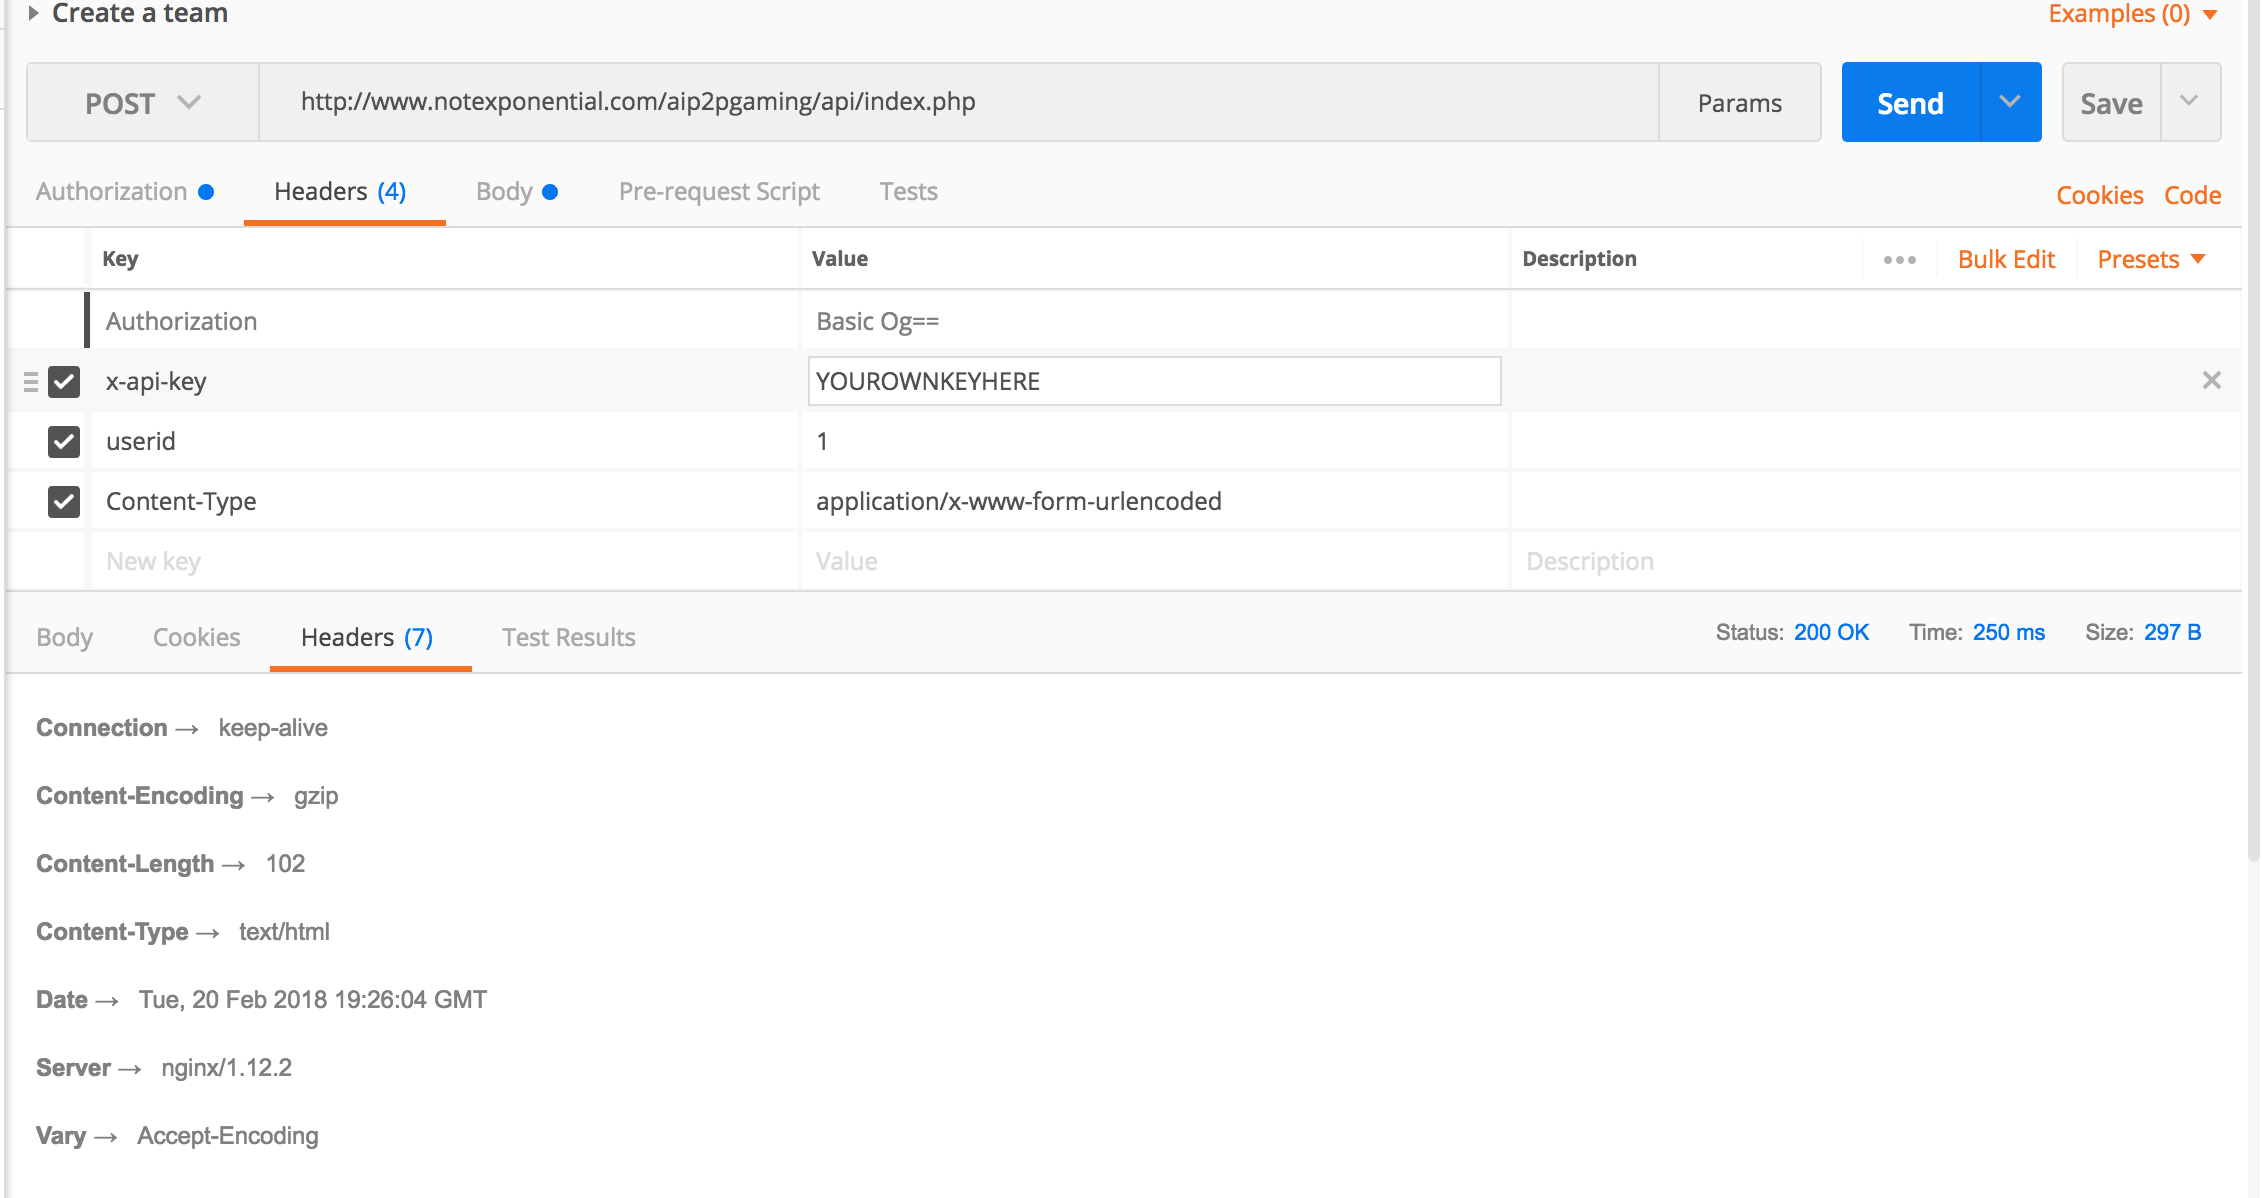 Create a team
Examples (0)
POST http://www.notexponential.com/aip2pgaming/api/index.php Params Send Save
Authorization Headers (4) Body Pre-request Script Tests Cookies Code
Key Value Description ••• Bulk Edit Presets
Authorization Basic Og==
x-api-key YOUROWNKEYHERE
userid 1
Content-Type application/x-www-form-urlencoded
New key Value Description
Body Cookies Headers (7) Test Results Status: 200 OK Time: 250 ms Size: 297 B
Connection → keep-alive
Content-Encoding → gzip
Content-Length → 102
Content-Type → text/html
Date → Tue, 20 Feb 2018 19:26:04 GMT
Server → nginx/1.12.2
Vary → Accept-Encoding